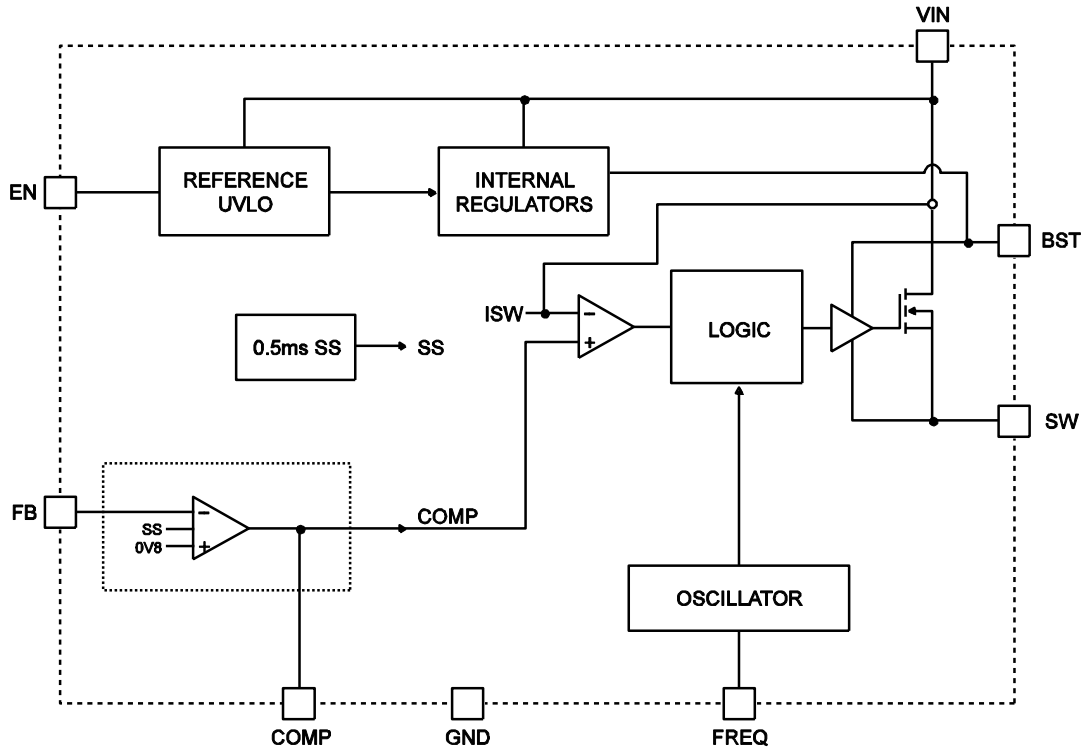 VIN
EN
REFERENCE
UVLO
INTERNAL
REGULATORS
BST
ISW
−
+
LOGIC
0.5ms SS
SS
SW
FB
−
SS
0V8
+
COMP
OSCILLATOR
COMP
GND
FREQ